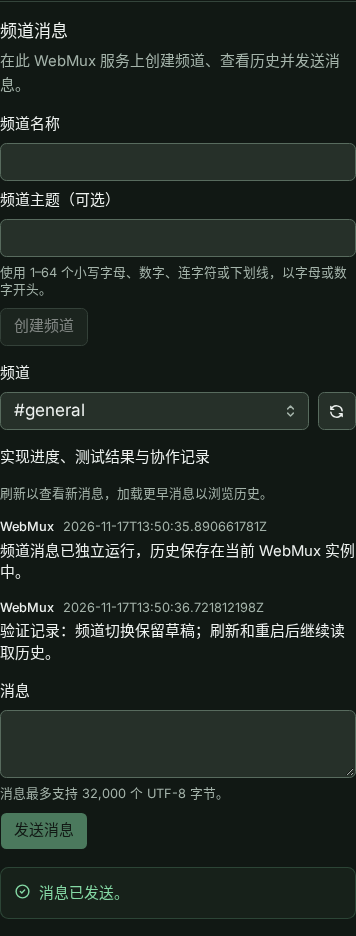 频道消息
在此 WebMux 服务上创建频道、查看历史并发送消
息。
频道名称
频道主题（可选）
使用 1–64 个小写字母、数字、连字符或下划线，以字母或数
字开头。
创建频道
频道
#general
实现进度、测试结果与协作记录
刷新以查看新消息，加载更早消息以浏览历史。
WebMux 2026-11-17T13:50:35.890661781Z
频道消息已独立运行，历史保存在当前 WebMux 实例
中。
WebMux 2026-11-17T13:50:36.721812198Z
验证记录：频道切换保留草稿；刷新和重启后继续读
取历史。
消息
消息最多支持 32,000 个 UTF-8 字节。
发送消息
消息已发送。